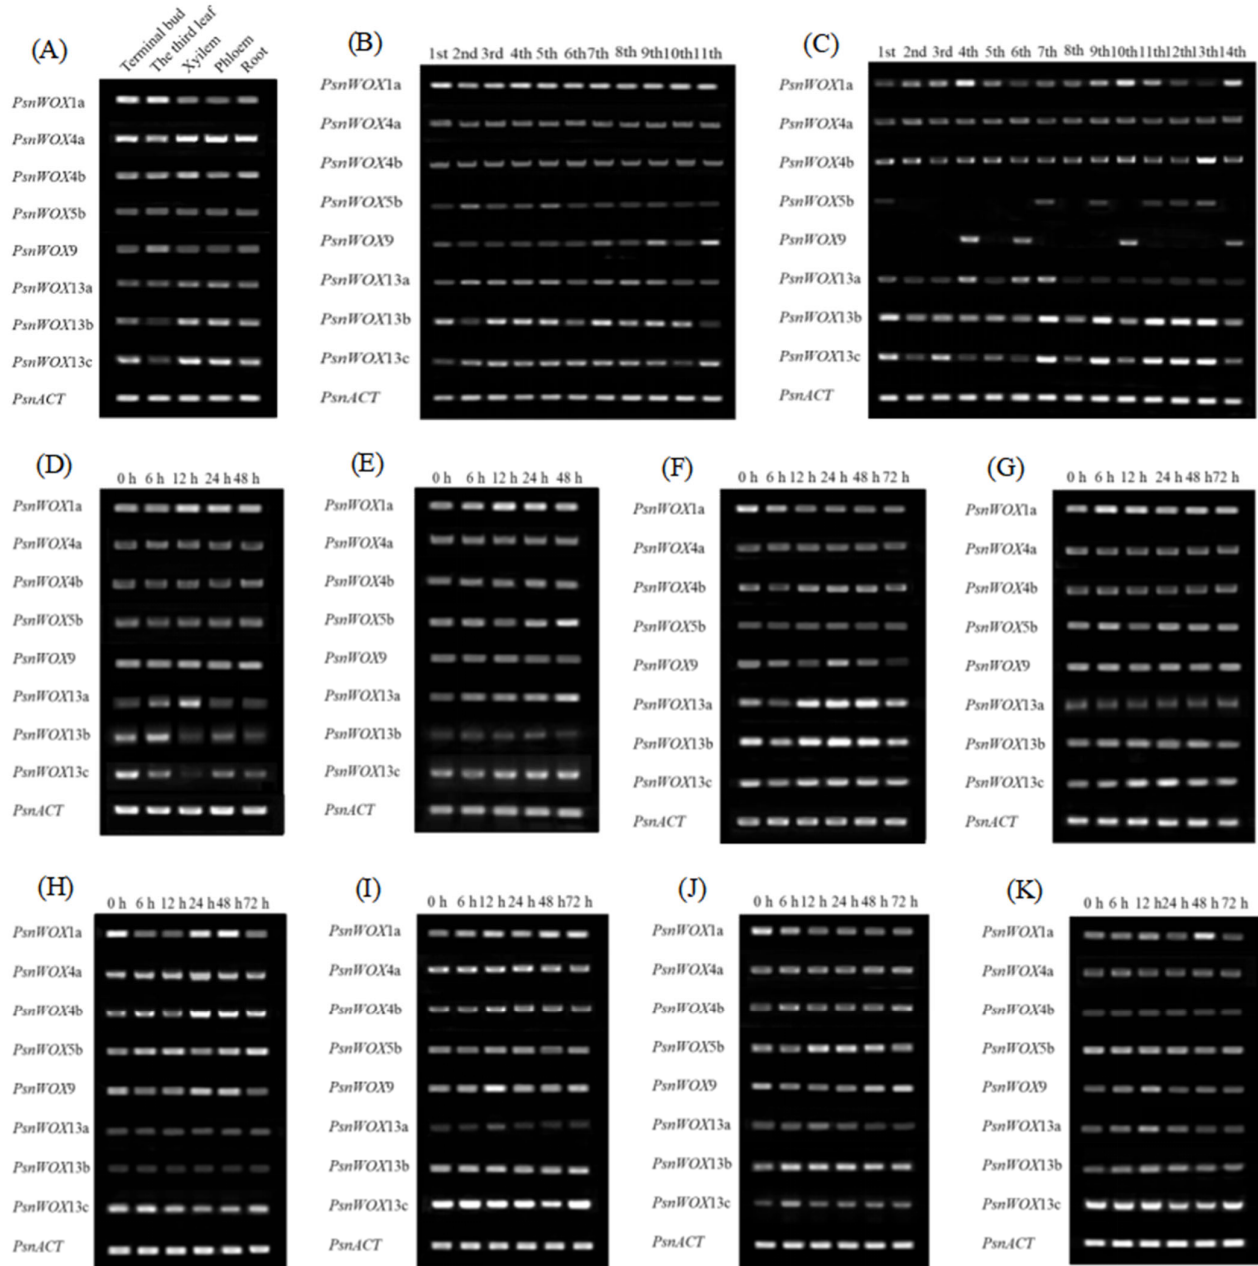 (A)
Terminal bud
The third leaf
Xyilem
Phloem
Root
PsnWOX1a
PsnWOX4a
PsnWOX4b
PsnWOX5b
PsnWOX9
PsnWOX13a
PsnWOX13b
PsnWOX13c
PsnACT
(B)
1st 2nd 3rd 4th 5th 6th 7th 8th 9th 10th 11th
PsnWOX1a
PsnWOX4a
PsnWOX4b
PsnWOX5b
PsnWOX9
PsnWOX13a
PsnWOX13b
PsnWOX13c
PsnACT
(C)
1st 2nd 3rd 4th 5th 6th 7th 8th 9th 10th 11th 12th 13th 14th
PsnWOX1a
PsnWOX4a
PsnWOX4b
PsnWOX5b
PsnWOX9
PsnWOX13a
PsnWOX13b
PsnWOX13c
PsnACT
(D)
0 h 6 h 12 h 24 h 48 h
PsnWOX1a
PsnWOX4a
PsnWOX4b
PsnWOX5b
PsnWOX9
PsnWOX13a
PsnWOX13b
PsnWOX13c
PsnACT
(E)
0 h 6 h 12 h 24 h 48 h
PsnWOX1a
PsnWOX4a
PsnWOX4b
PsnWOX5b
PsnWOX9
PsnWOX13a
PsnWOX13b
PsnWOX13c
PsnACT
(F)
0 h 6 h 12 h 24 h 48 h 72 h
PsnWOX1a
PsnWOX4a
PsnWOX4b
PsnWOX5b
PsnWOX9
PsnWOX13a
PsnWOX13b
PsnWOX13c
PsnACT
(G)
0 h 6 h 12 h 24 h 48 h 72 h
PsnWOX1a
PsnWOX4a
PsnWOX4b
PsnWOX5b
PsnWOX9
PsnWOX13a
PsnWOX13b
PsnWOX13c
PsnACT
(H)
0 h 6 h 12 h 24 h 48 h 72 h
PsnWOX1a
PsnWOX4a
PsnWOX4b
PsnWOX5b
PsnWOX9
PsnWOX13a
PsnWOX13b
PsnWOX13c
PsnACT
(I)
0 h 6 h 12 h 24 h 48 h 72 h
PsnWOX1a
PsnWOX4a
PsnWOX4b
PsnWOX5b
PsnWOX9
PsnWOX13a
PsnWOX13b
PsnWOX13c
PsnACT
(J)
0 h 6 h 12 h 24 h 48 h 72 h
PsnWOX1a
PsnWOX4a
PsnWOX4b
PsnWOX5b
PsnWOX9
PsnWOX13a
PsnWOX13b
PsnWOX13c
PsnACT
(K)
0 h 6 h 12 h 24 h 48 h 72 h
PsnWOX1a
PsnWOX4a
PsnWOX4b
PsnWOX5b
PsnWOX9
PsnWOX13a
PsnWOX13b
PsnWOX13c
PsnACT